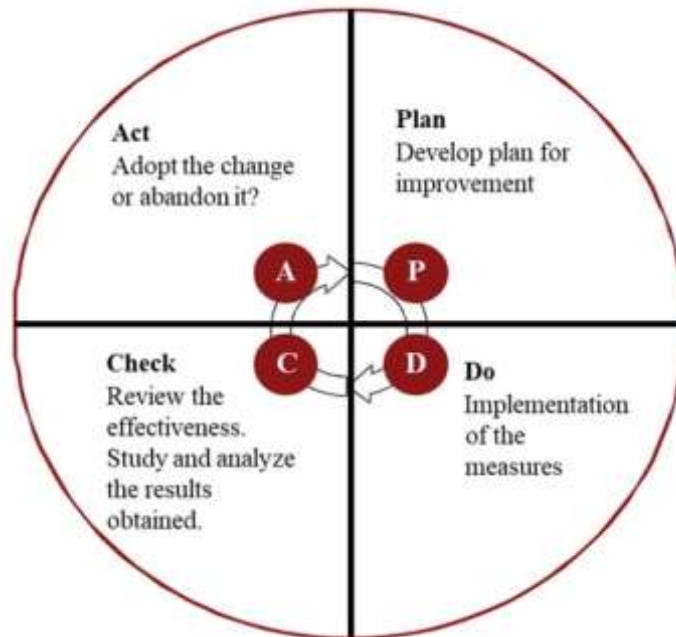 Act
Adopt the change
or abandon it?
Plan
Develop plan for
improvement
A
P
C
D
Check
Review the
effectiveness.
Study and analyze
the results
obtained.
Do
Implementation
of the
measures